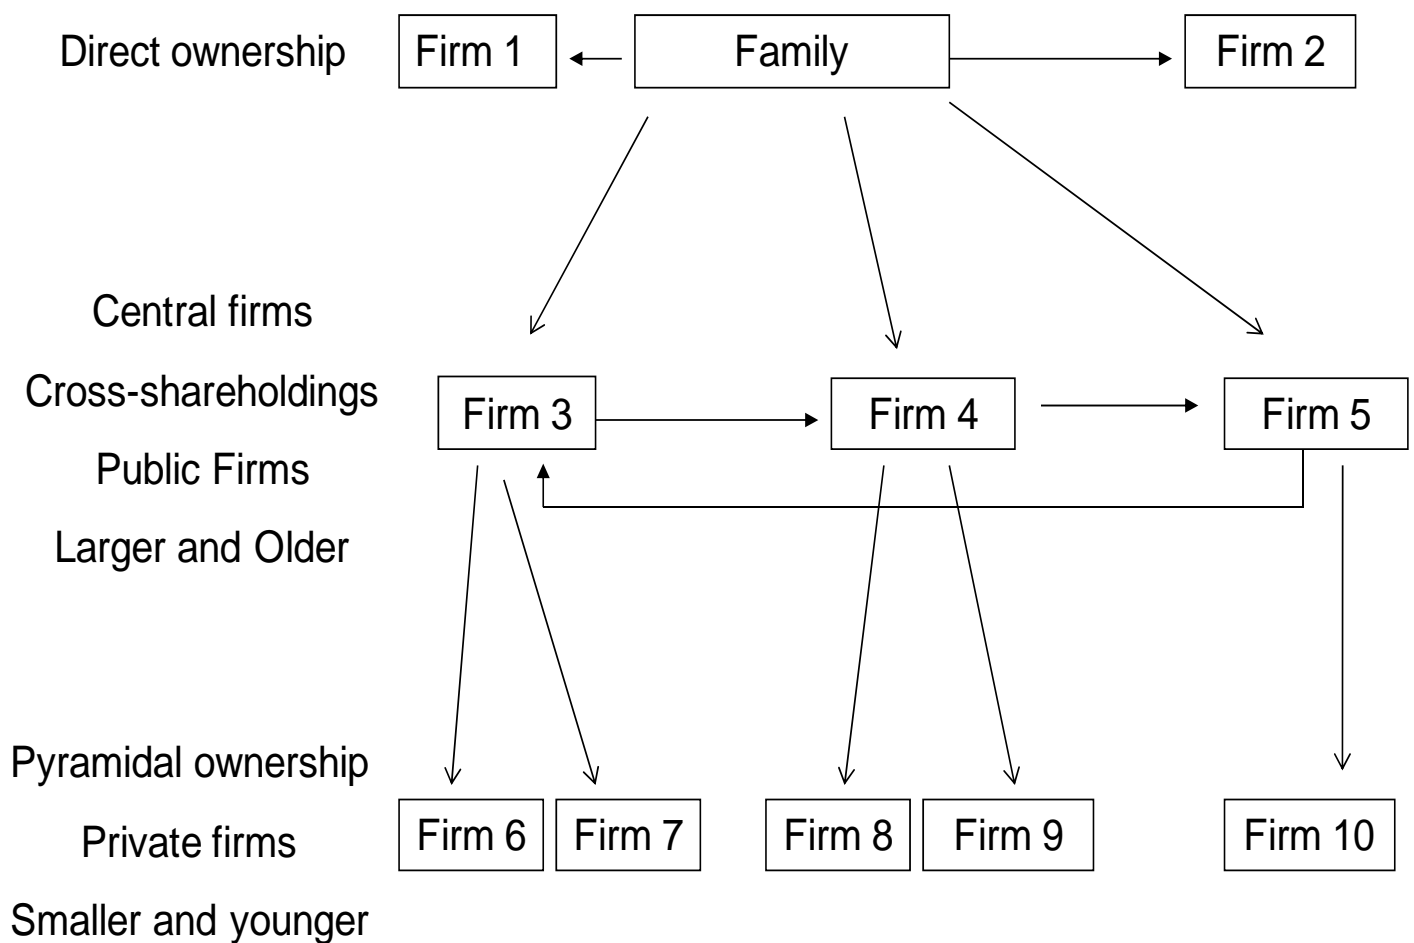 Direct ownership
Firm 1
Family
Firm 2
Central firms
Cross-shareholdings
Public Firms
Larger and Older
Firm 3
Firm 4
Firm 5
Pyramidal ownership
Private firms
Smaller and younger
Firm 6
Firm 7
Firm 8
Firm 9
Firm 10